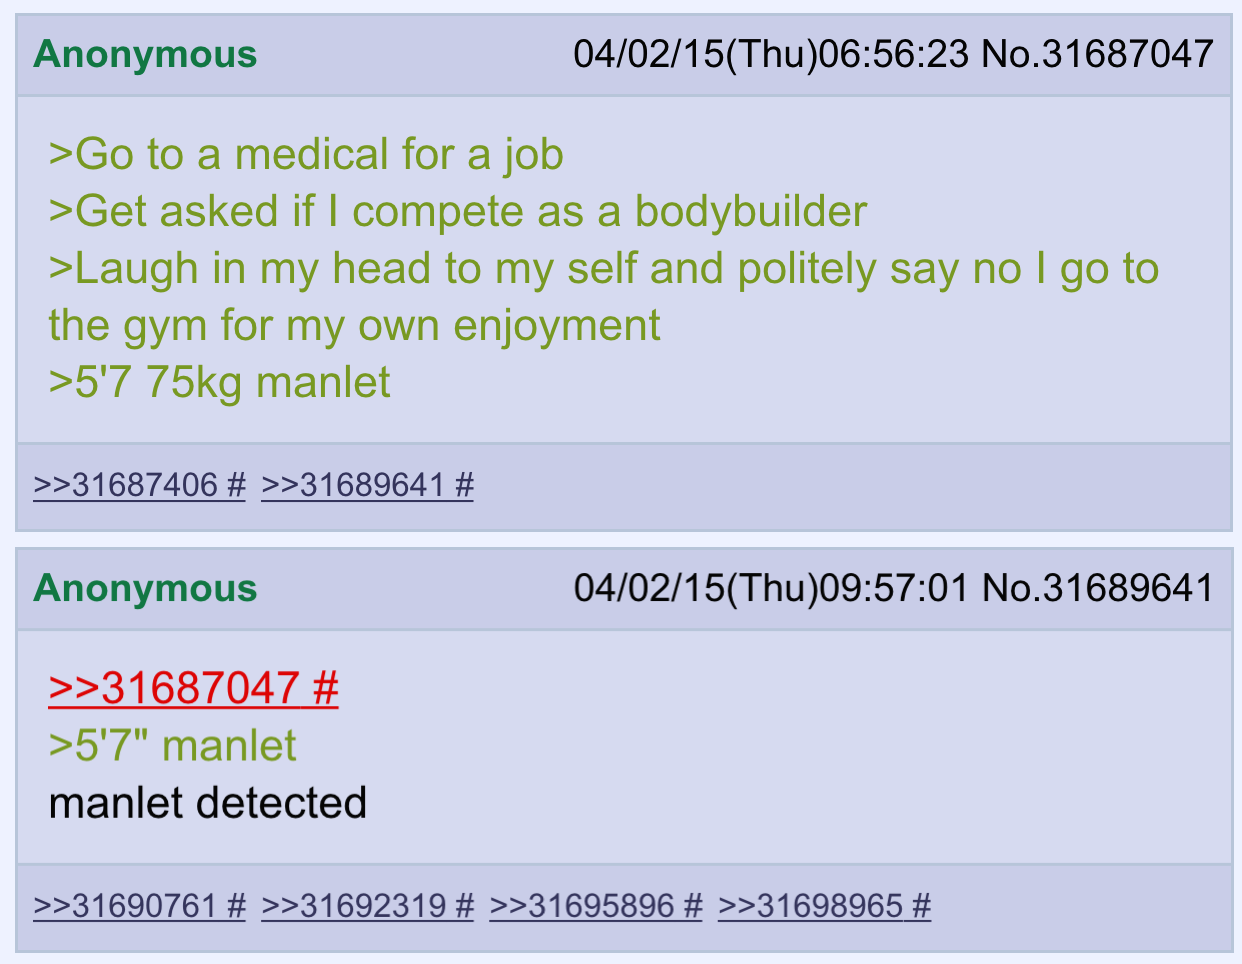 Anonymous 04/02/15(Thu)06:56:23 No.31687047
>Go to a medical for a job
>Get asked if I compete as a bodybuilder
>Laugh in my head to my self and politely say no I go to
the gym for my own enjoyment
>5'7 75kg manlet
>>31687406 # >>31689641 #
Anonymous 04/02/15(Thu)09:57:01 No.31689641
>>31687047 #
>5'7" manlet
manlet detected
>>31690761 # >>31692319 # >>31695896 # >>31698965 #